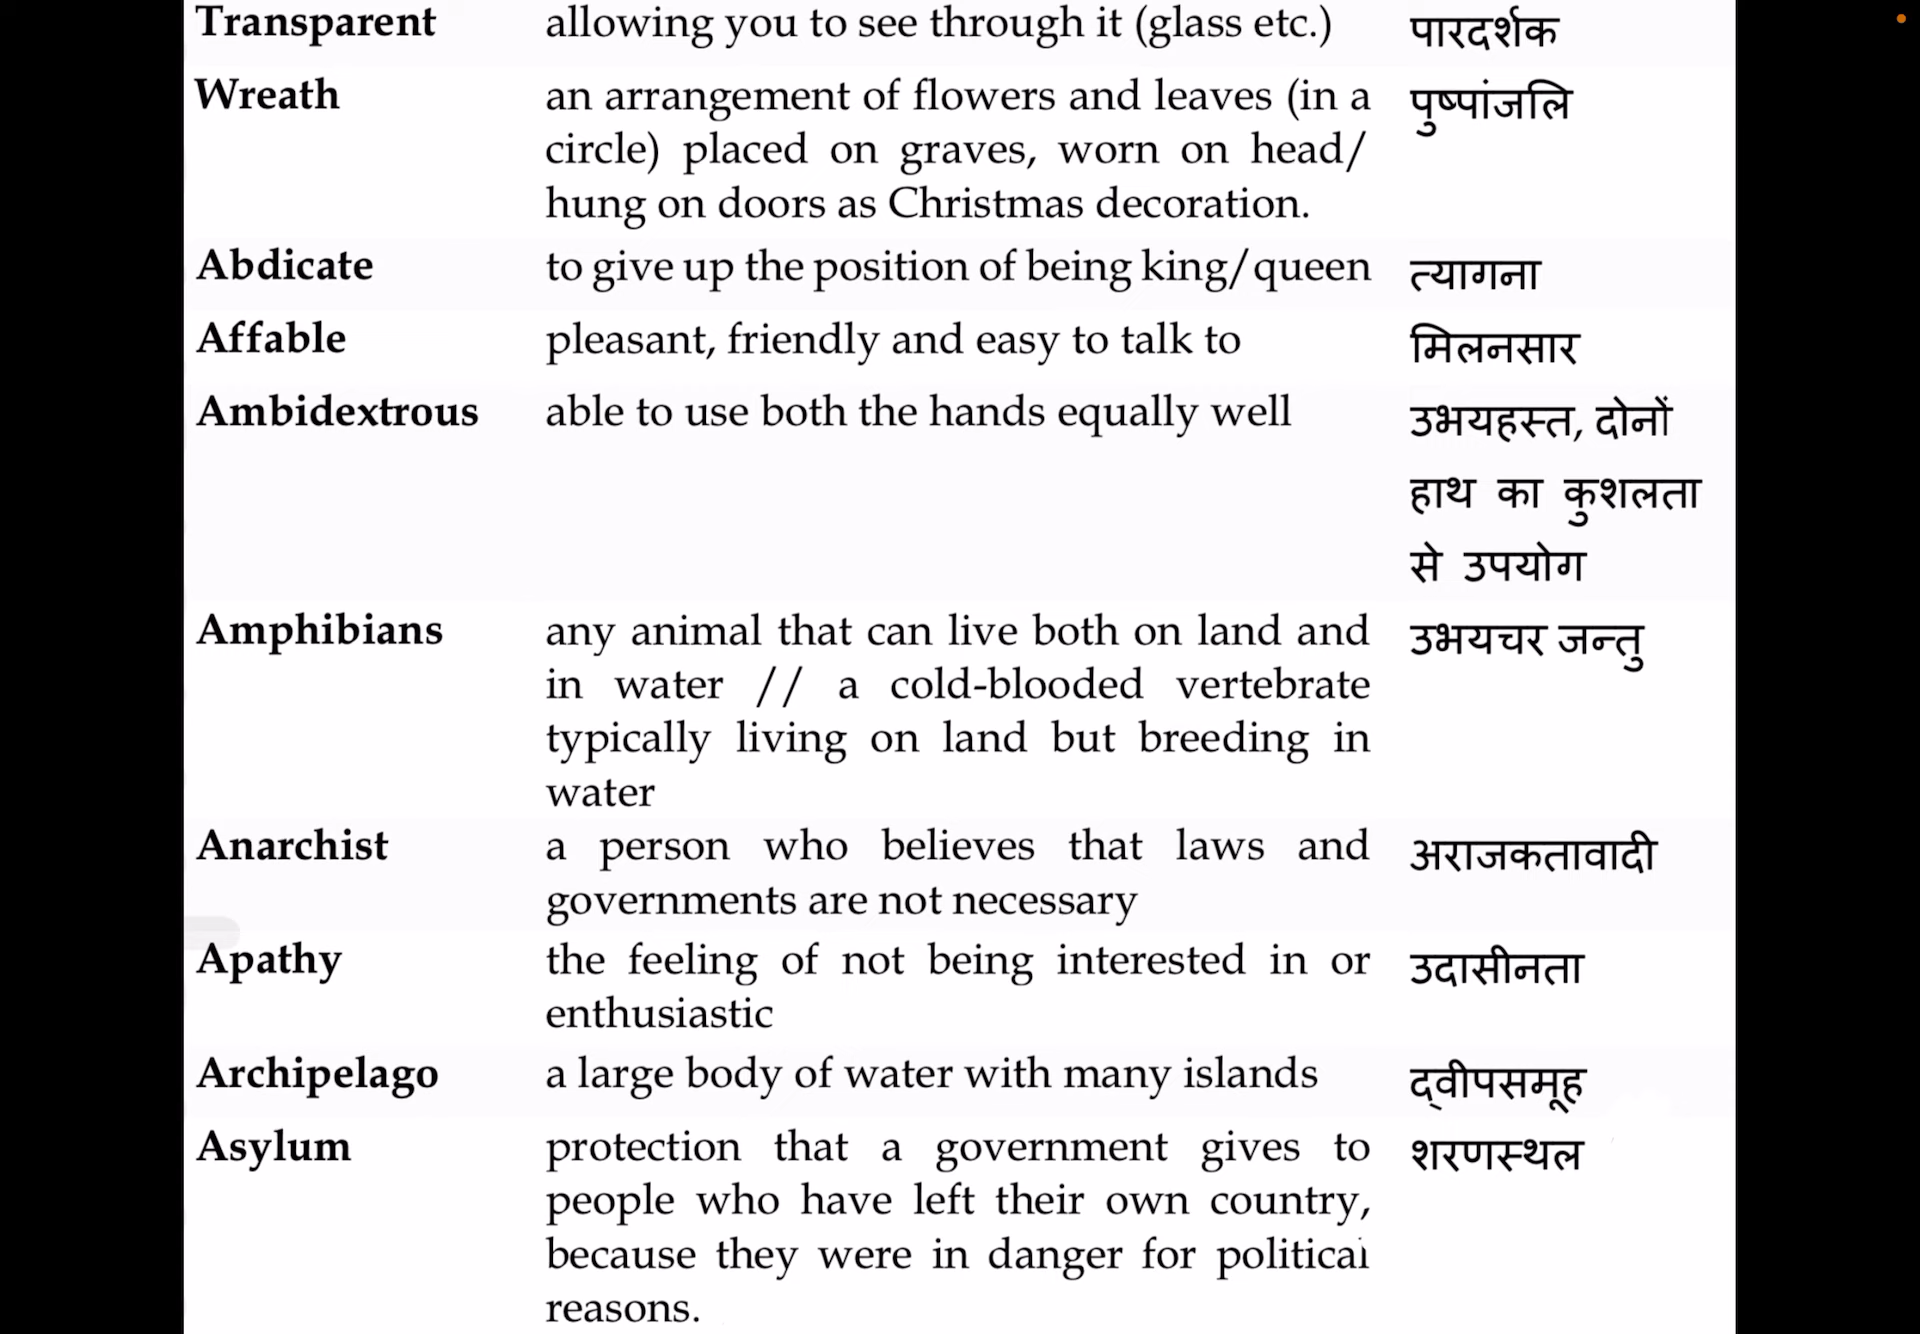 Transparent allowing you to see through it (glass etc.) पारदर्शक
Wreath an arrangement of flowers and leaves (in a पुष्पांजलि
circle) placed on graves, worn on head/
hung on doors as Christmas decoration.
Abdicate to give up the position of being king/queen त्यागना
Affable pleasant, friendly and easy to talk to मिलनसार
Ambidextrous able to use both the hands equally well उभयहस्त, दोनों
हाथ का कुशलता
से उपयोग
Amphibians any animal that can live both on land and उभयचर जन्तु
in water // a cold-blooded vertebrate
typically living on land but breeding in
water
Anarchist a person who believes that laws and अराजकतावादी
governments are not necessary
Apathy the feeling of not being interested in or उदासीनता
enthusiastic
Archipelago a large body of water with many islands द्वीपसमूह
Asylum protection that a government gives to शरणस्थल
people who have left their own country,
because they were in danger for political
reasons.